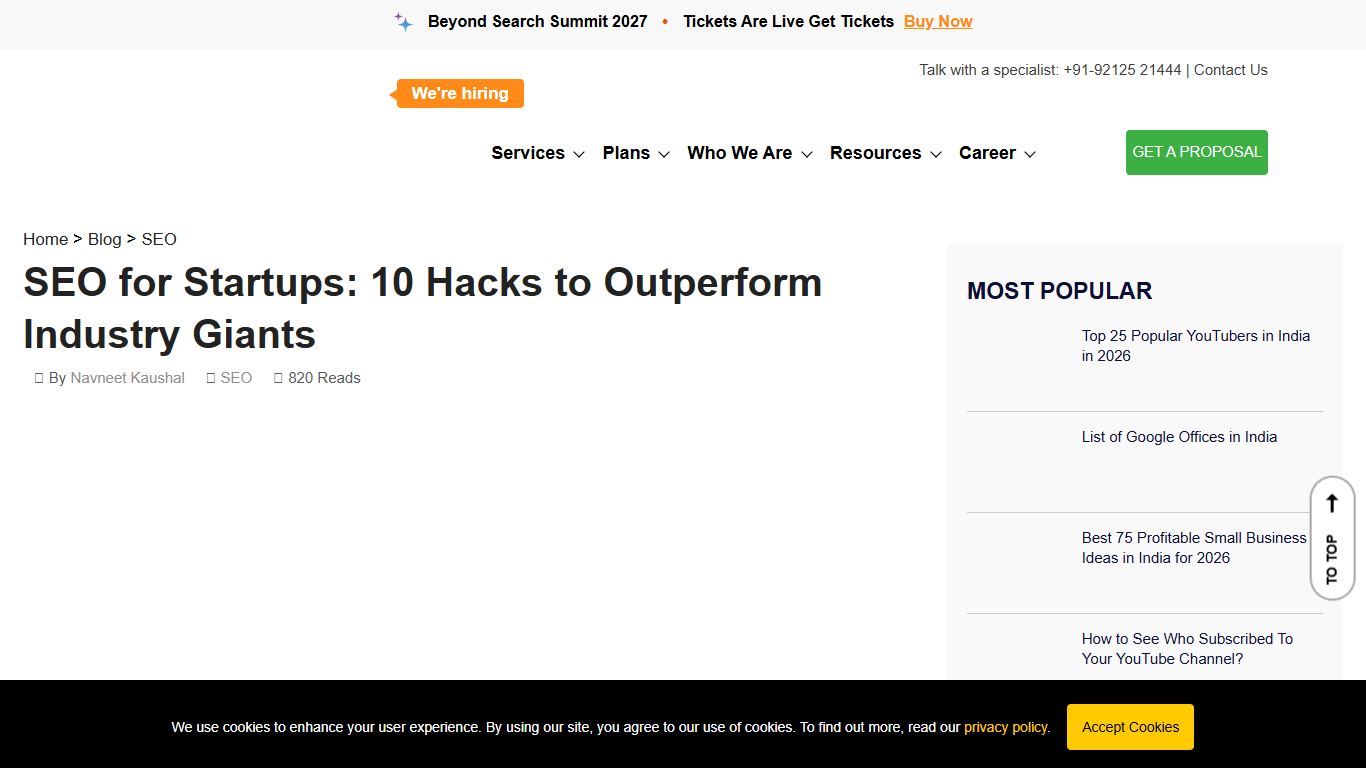 Beyond Search Summit 2027 • Tickets Are Live Get Tickets Buy Now
Talk with a specialist: +91-92125 21444 | Contact Us
We're hiring
Services Plans Who We Are Resources Career
GET A PROPOSAL
Home > Blog > SEO
SEO for Startups: 10 Hacks to Outperform
Industry Giants
By Navneet Kaushal SEO 820 Reads
MOST POPULAR
Top 25 Popular YouTubers in India
in 2026
List of Google Offices in India
Best 75 Profitable Small Business
Ideas in India for 2026
How to See Who Subscribed To
Your YouTube Channel?
TO TOP
We use cookies to enhance your user experience. By using our site, you agree to our use of cookies. To find out more, read our privacy policy.
Accept Cookies